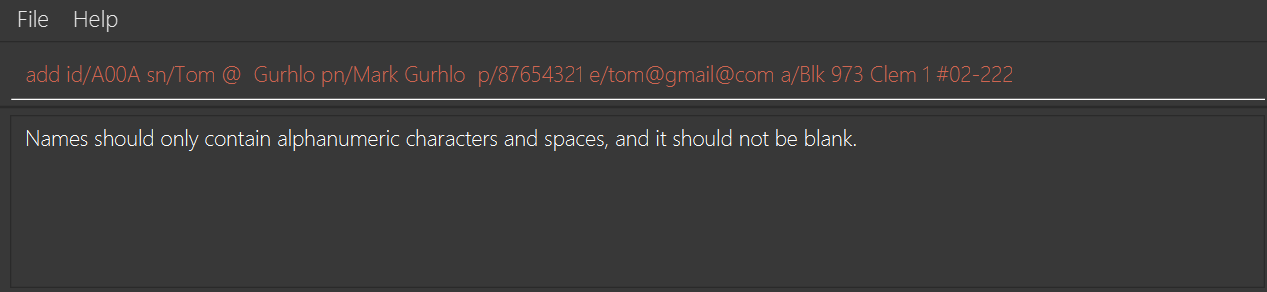 File Help
add id/A00A sn/Tom @  Gurhlo pn/Mark Gurhlo  p/87654321 e/tom@gmail@com a/Blk 973 Clem 1 #02-222
Names should only contain alphanumeric characters and spaces, and it should not be blank.